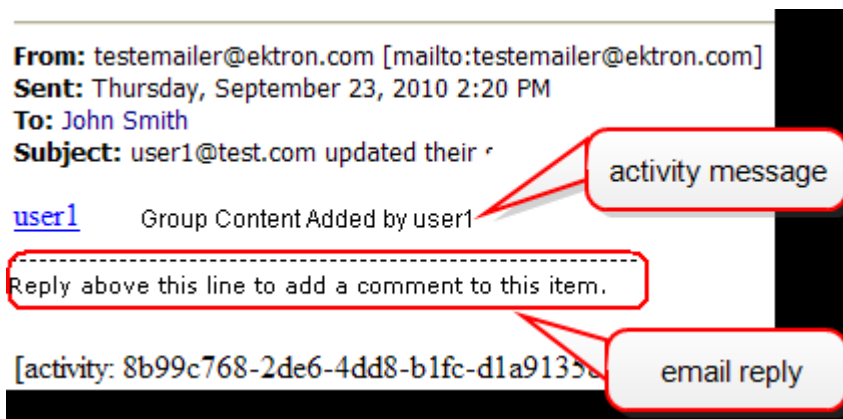 From: testemailer@ektron.com [mailto:testemailer@ektron.com]
Sent: Thursday, September 23, 2010 2:20 PM
To: John Smith
Subject: user1@test.com updated their
activity message
user1 Group Content Added by user1
Reply above this line to add a comment to this item.
[activity: 8b99c768-2de6-4dd8-b1fc-d1a9135
email reply